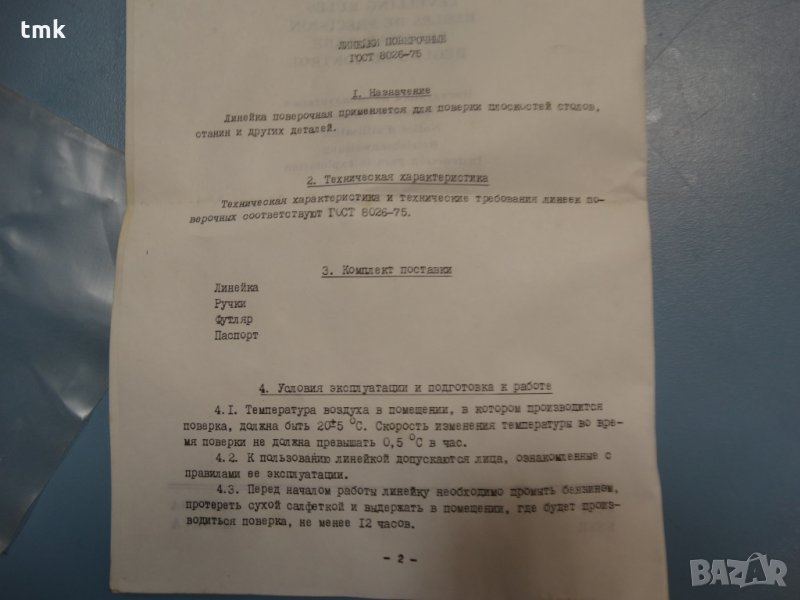 tmk
ЛИНЕЙКИ ПОВЕРОЧНЫЕ
ГОСТ 8026-75
I. Назначение
Линейка поверочная применяется для поверки плоскостей столов,
станин и других деталей.
2. Техническая характеристика
Техническая характеристика и технические требования линеек по-
верочных соответствуют ГОСТ 8026-75.
3. Комплект поставки
Линейка
Ручки
Футляр
Паспорт
4. Условия эксплуатации и подготовка к работе
4.I. Температура воздуха в помещении, в котором производится
поверка, должна быть 20±5 °С. Скорость изменения температуры во вре-
мя поверки не должна превышать 0,5 °С в час.
4.2. К пользованию линейкой допускаются лица, ознакомленные с
правилами ее эксплуатации.
4.3. Перед началом работы линейку необходимо промыть бензином,
протереть сухой салфеткой и выдержать в помещении, где будет произ-
водиться поверка, не менее I2 часов.
- 2 -
BAZAR
bazar.bg